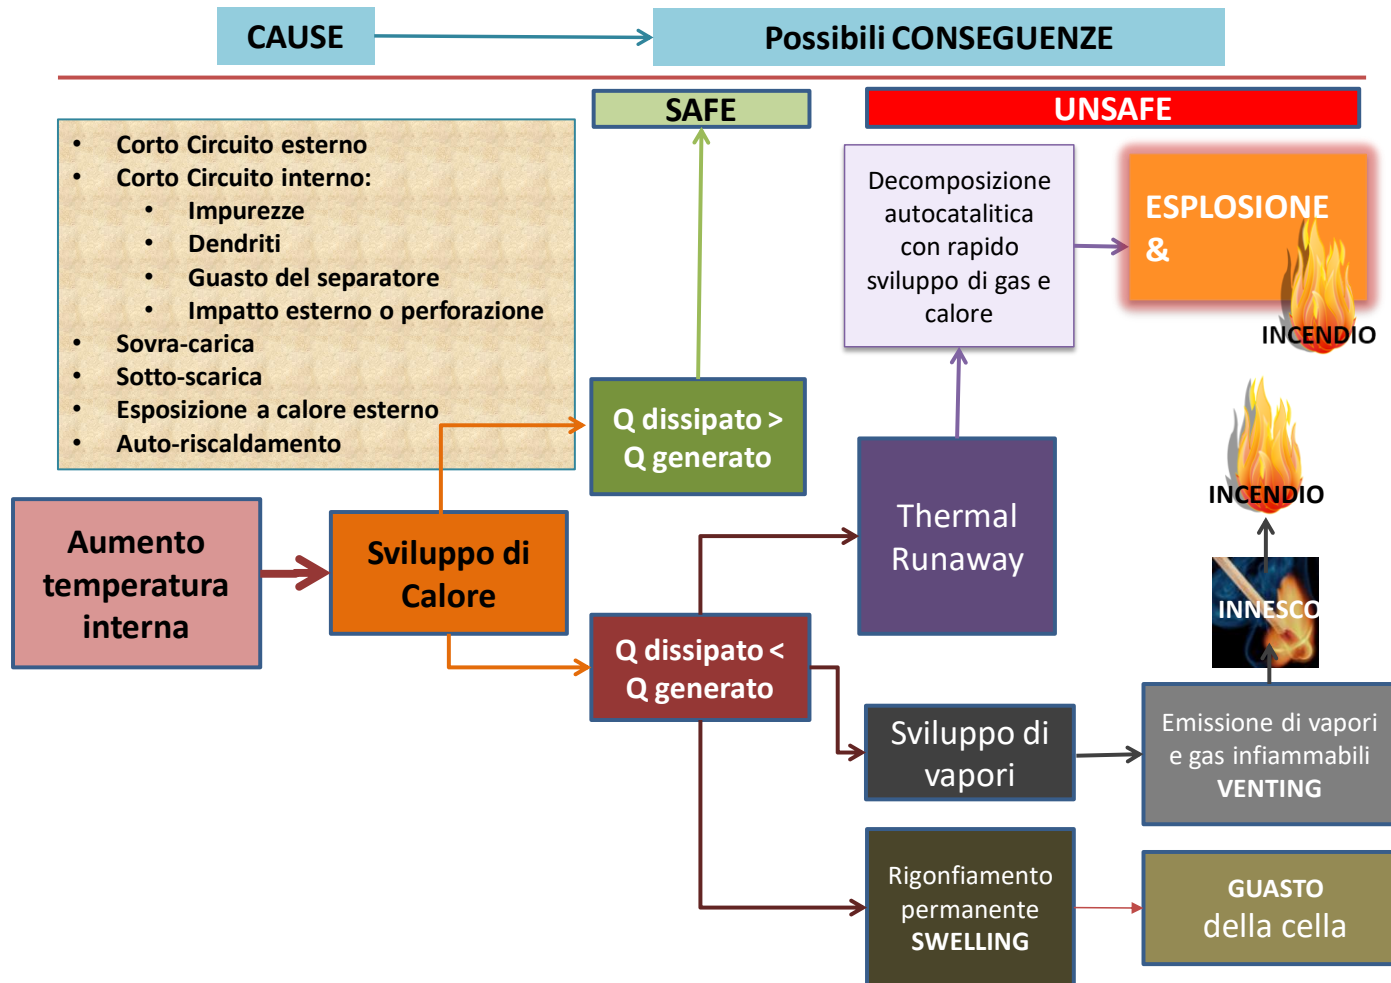 CAUSE
Possibili CONSEGUENZE
SAFE
UNSAFE
• Corto Circuito esterno
• Corto Circuito interno:
• Impurezze
• Dendriti
• Guasto del separatore
• Impatto esterno o perforazione
• Sovra-carica
• Sotto-scarica
• Esposizione a calore esterno
• Auto-riscaldamento
Decomposizione
autocatalitica
con rapido
sviluppo di gas e
calore
ESPLOSIONE
&
INCENDIO
Q dissipato >
Q generato
Thermal
Runaway
INCENDIO
Aumento
temperatura
interna
Sviluppo di
Calore
INNESCO
Q dissipato <
Q generato
Sviluppo di
vapori
Emissione di vapori
e gas infiammabili
VENTING
Rigonfiamento
permanente
SWELLING
GUASTO
della cella